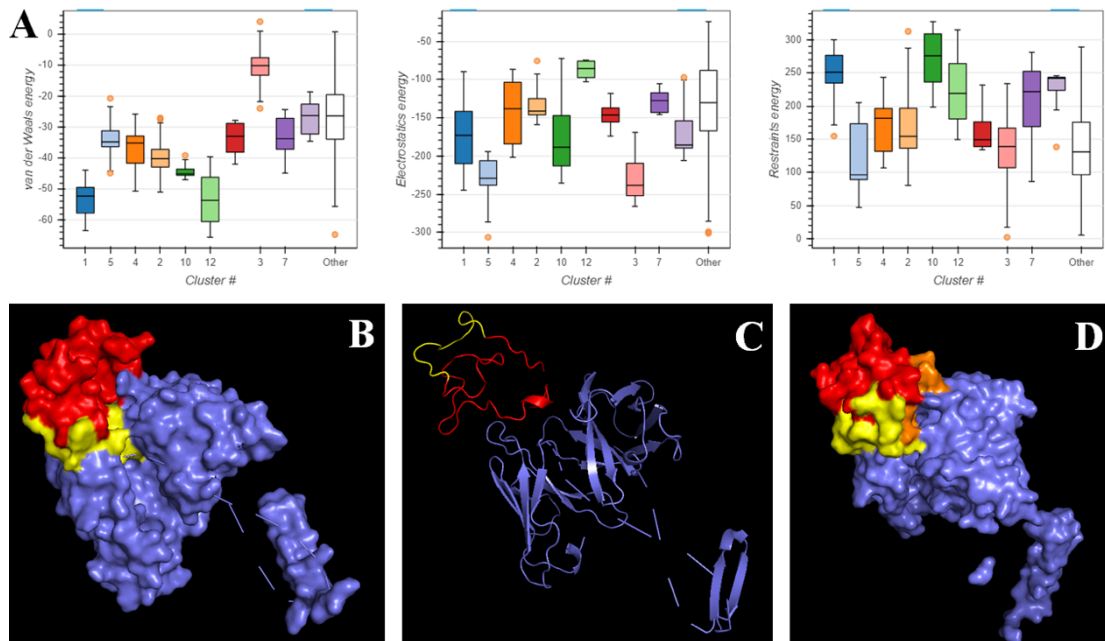 A
van der Waals energy
0
-10
-20
-30
-40
-50
-60
1 5 4 2 10 12 3 7 Other
Cluster #
Electrostatics energy
-50
-100
-150
-200
-250
-300
1 5 4 2 10 12 3 7 Other
Cluster #
Restraints energy
300
250
200
150
100
50
0
1 5 4 2 10 12 3 7 Other
Cluster #
B
C
D